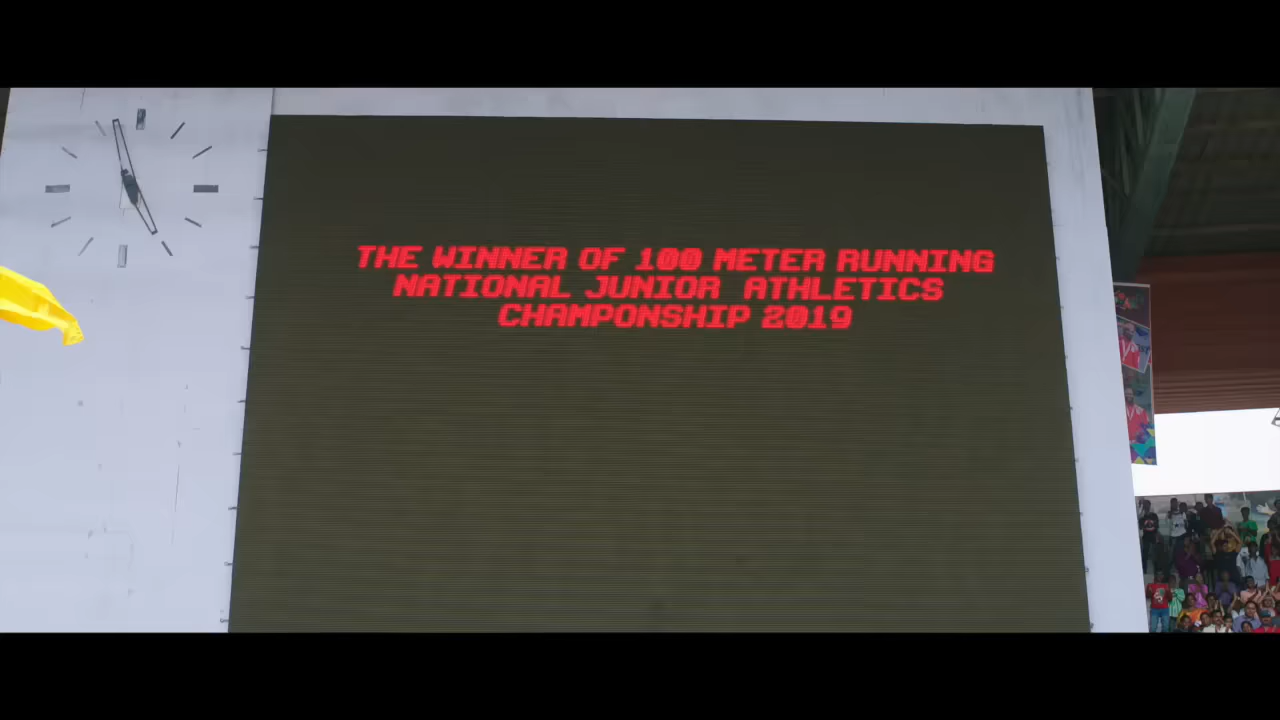 THE WINNER OF 100 METER RUNNING
NATIONAL JUNIOR ATHLETICS
CHAMPONSHIP 2019